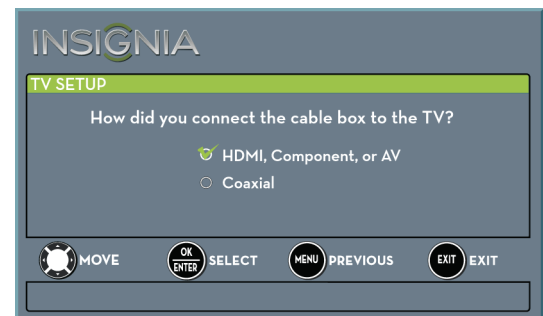 INSIGNIA
TV SETUP
How did you connect the cable box to the TV?
HDMI, Component, or AV
Coaxial
MOVE OK ENTER SELECT MENU PREVIOUS EXIT EXIT